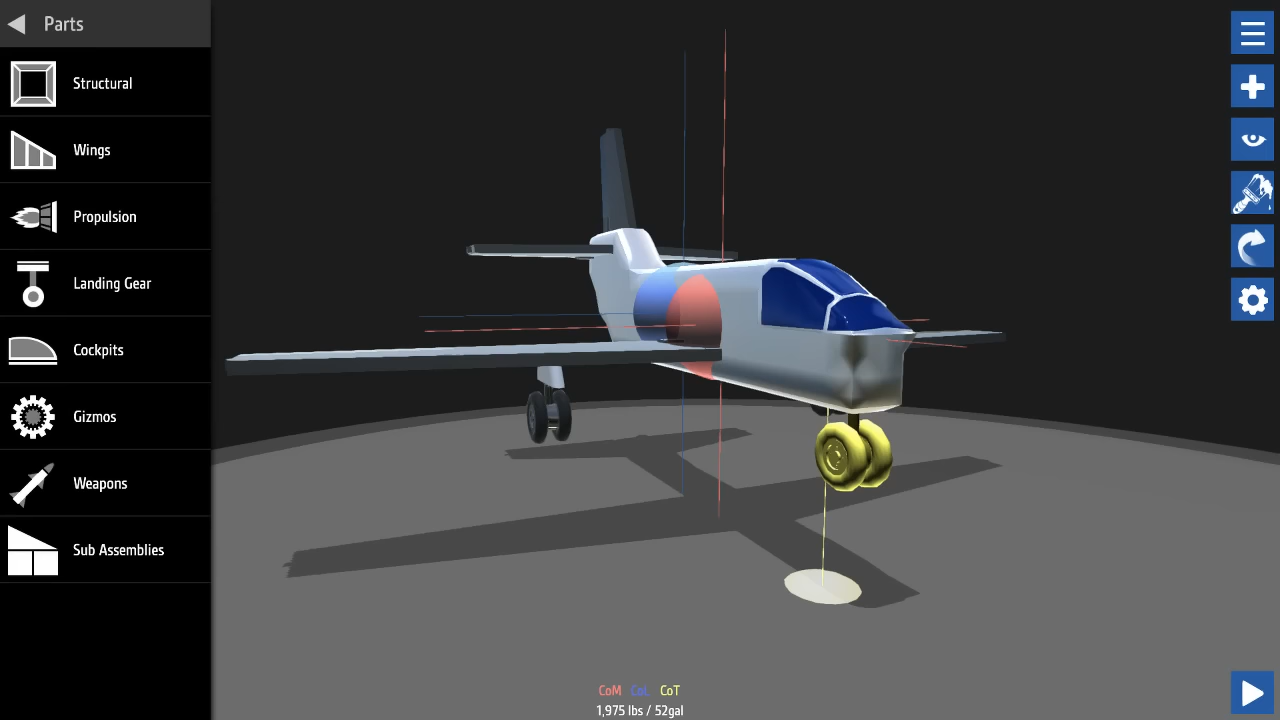 Parts
Structural
Wings
Propulsion
Landing Gear
Cockpits
Gizmos
Weapons
Sub Assemblies
CoM CoL CoT
1,975 lbs / 52gal